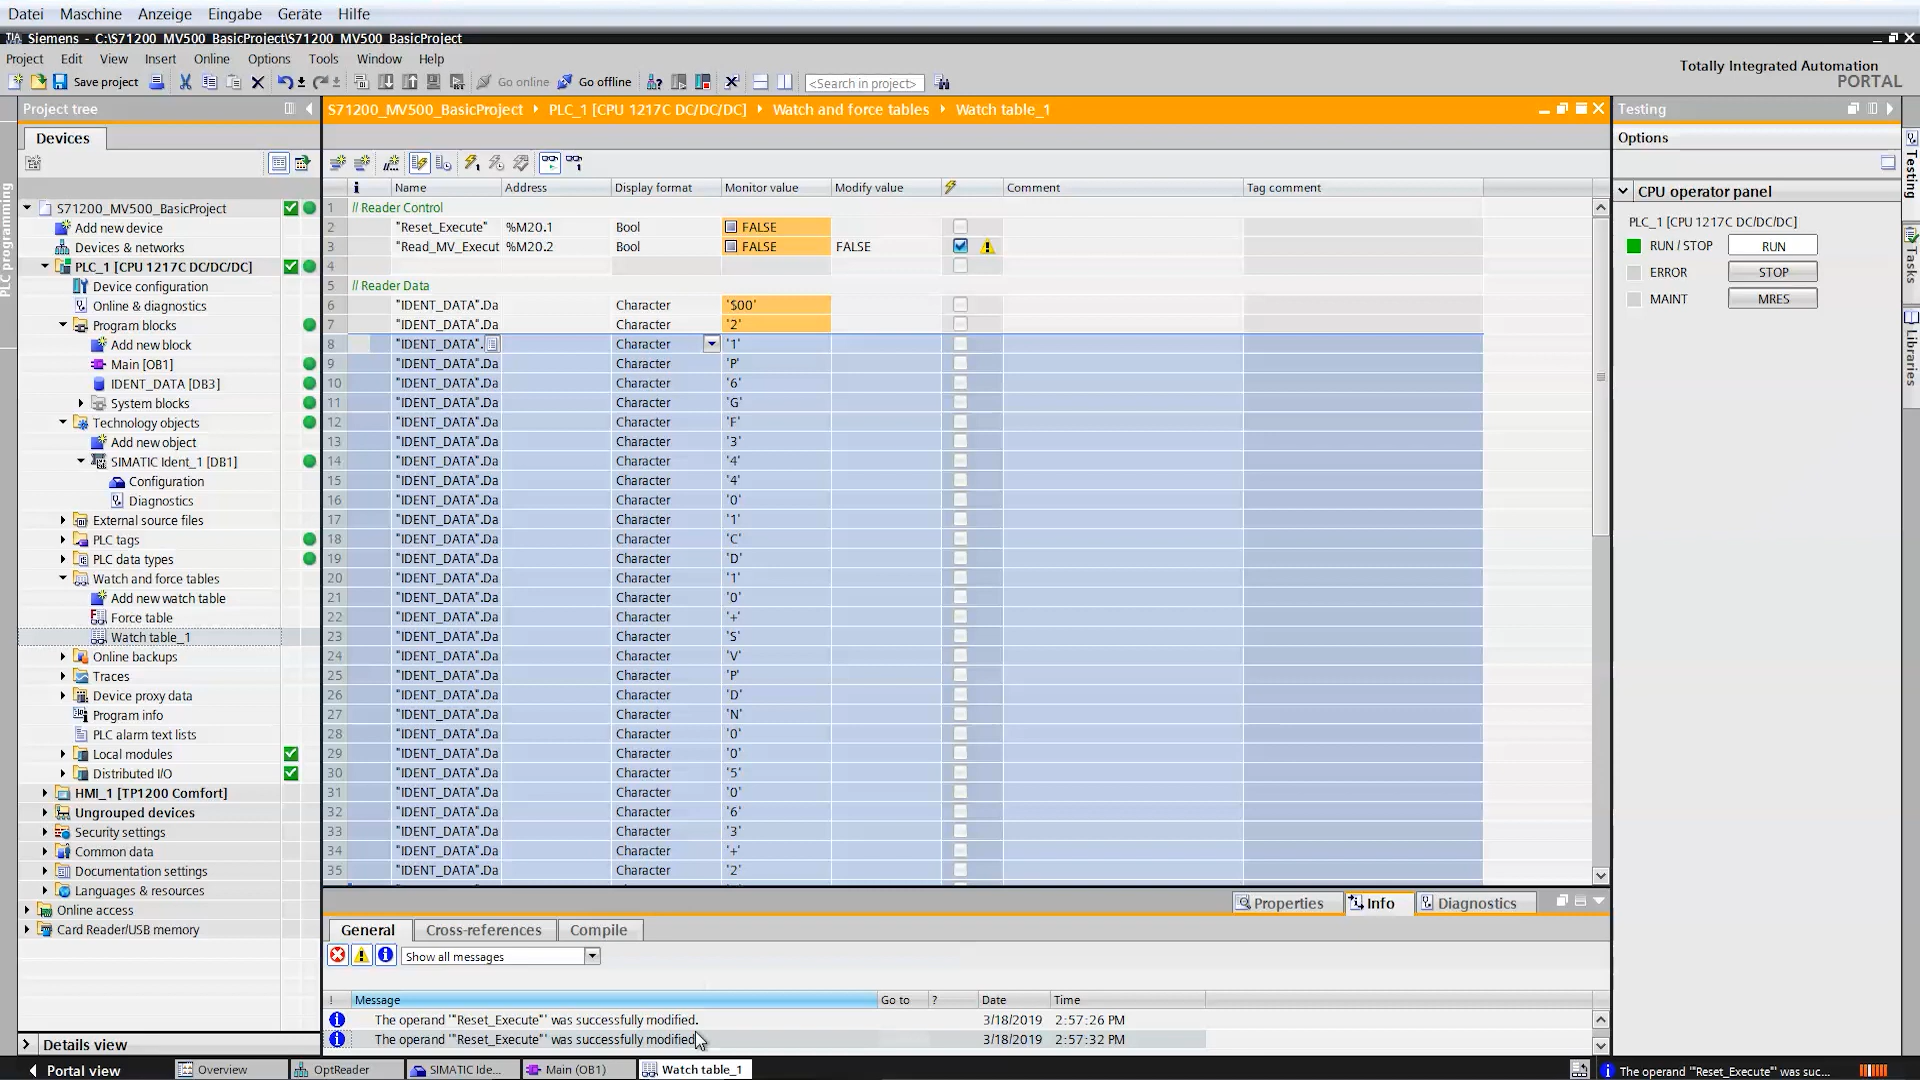 Datei Maschine Anzeige Eingabe Geräte Hilfe
Siemens - C:\S71200_MV500_BasicProject\S71200_MV500_BasicProject
Project Edit View Insert Online Options Tools Window Help
Totally Integrated Automation
PORTAL
Save project Go online Go offline <Search in project>
Project tree
Devices
PLC programming
S71200_MV500_BasicProject
Add new device
Devices & networks
PLC_1 [CPU 1217C DC/DC/DC]
Device configuration
Online & diagnostics
Program blocks
Add new block
Main [OB1]
IDENT_DATA [DB3]
System blocks
Technology objects
Add new object
SIMATIC Ident_1 [DB1]
Configuration
Diagnostics
External source files
PLC tags
PLC data types
Watch and force tables
Add new watch table
Force table
Watch table_1
Online backups
Traces
Device proxy data
Program info
PLC alarm text lists
Local modules
Distributed I/O
HMI_1 [TP1200 Comfort]
Ungrouped devices
Security settings
Common data
Documentation settings
Languages & resources
Online access
Card Reader/USB memory
Details view
S71200_MV500_BasicProject PLC_1 [CPU 1217C DC/DC/DC] Watch and force tables Watch table_1
i Name Address Display format Monitor value Modify value Comment Tag comment
1 // Reader Control
2 "Reset_Execute" %M20.1 Bool FALSE
3 "Read_MV_Execut %M20.2 Bool FALSE FALSE
4
5 // Reader Data
6 "IDENT_DATA".Da Character '$00'
7 "IDENT_DATA".Da Character '2'
8 "IDENT_DATA". Character '1'
9 "IDENT_DATA".Da Character 'P'
10 "IDENT_DATA".Da Character '6'
11 "IDENT_DATA".Da Character 'G'
12 "IDENT_DATA".Da Character 'F'
13 "IDENT_DATA".Da Character '3'
14 "IDENT_DATA".Da Character '4'
15 "IDENT_DATA".Da Character '4'
16 "IDENT_DATA".Da Character '0'
17 "IDENT_DATA".Da Character '1'
18 "IDENT_DATA".Da Character 'C'
19 "IDENT_DATA".Da Character 'D'
20 "IDENT_DATA".Da Character '1'
21 "IDENT_DATA".Da Character '0'
22 "IDENT_DATA".Da Character '+'
23 "IDENT_DATA".Da Character 'S'
24 "IDENT_DATA".Da Character 'V'
25 "IDENT_DATA".Da Character 'P'
26 "IDENT_DATA".Da Character 'D'
27 "IDENT_DATA".Da Character 'N'
28 "IDENT_DATA".Da Character '0'
29 "IDENT_DATA".Da Character '0'
30 "IDENT_DATA".Da Character '5'
31 "IDENT_DATA".Da Character '0'
32 "IDENT_DATA".Da Character '6'
33 "IDENT_DATA".Da Character '3'
34 "IDENT_DATA".Da Character '+'
35 "IDENT_DATA".Da Character '2'
Properties Info Diagnostics
General Cross-references Compile
Show all messages
! Message Go to ? Date Time
The operand '"Reset_Execute"' was successfully modified. 3/18/2019 2:57:26 PM
The operand '"Reset_Execute"' was successfully modified 3/18/2019 2:57:32 PM
Testing
Options
CPU operator panel
PLC_1 [CPU 1217C DC/DC/DC]
RUN / STOP RUN
ERROR STOP
MAINT MRES
Testing
Tasks
Libraries
Portal view Overview OptReader SIMATIC Ide... Main (OB1) Watch table_1 The operand '"Reset_Execute"' was suc...